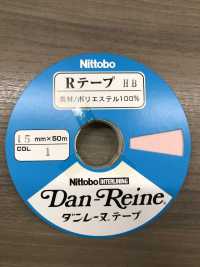 Nittobo
Rテープ HB
素材/ポリエステル100%
15 mm×50m
COL 1
Nittobo INTERLINING
Dan-Reine
ダンレーヌ テープ